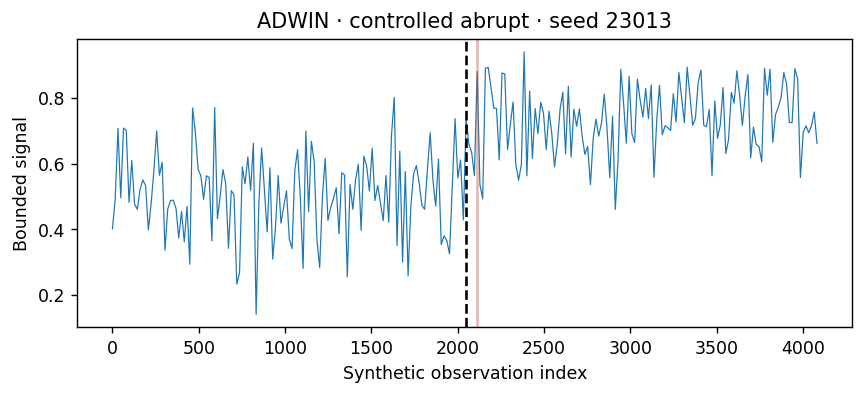 ADWIN · controlled abrupt · seed 23013
Bounded signal
0.8
0.6
0.4
0.2
0 500 1000 1500 2000 2500 3000 3500 4000
Synthetic observation index